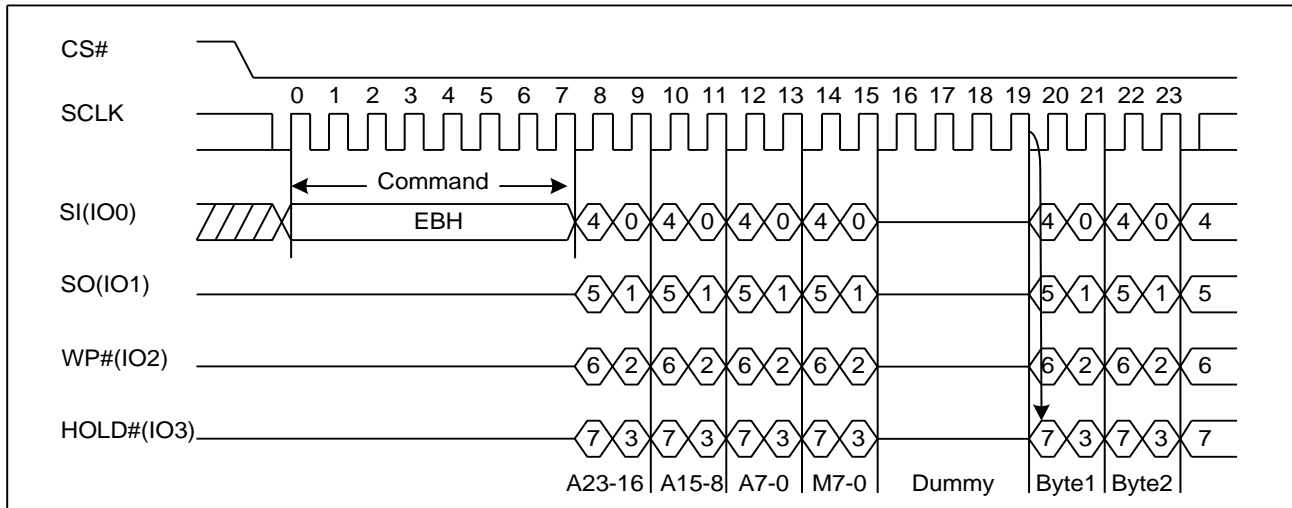 CS#
0 1 2 3 4 5 6 7 8 9 10 11 12 13 14 15 16 17 18 19 20 21 22 23
SCLK
Command
SI(IO0) EBH 4 0 4 0 4 0 4 0 4 0 4 0 4
SO(IO1) 5 1 5 1 5 1 5 1 5 1 5 1 5
WP#(IO2) 6 2 6 2 6 2 6 2 6 2 6 2 6
HOLD#(IO3) 7 3 7 3 7 3 7 3 7 3 7 3 7
A23-16 A15-8 A7-0 M7-0 Dummy Byte1 Byte2